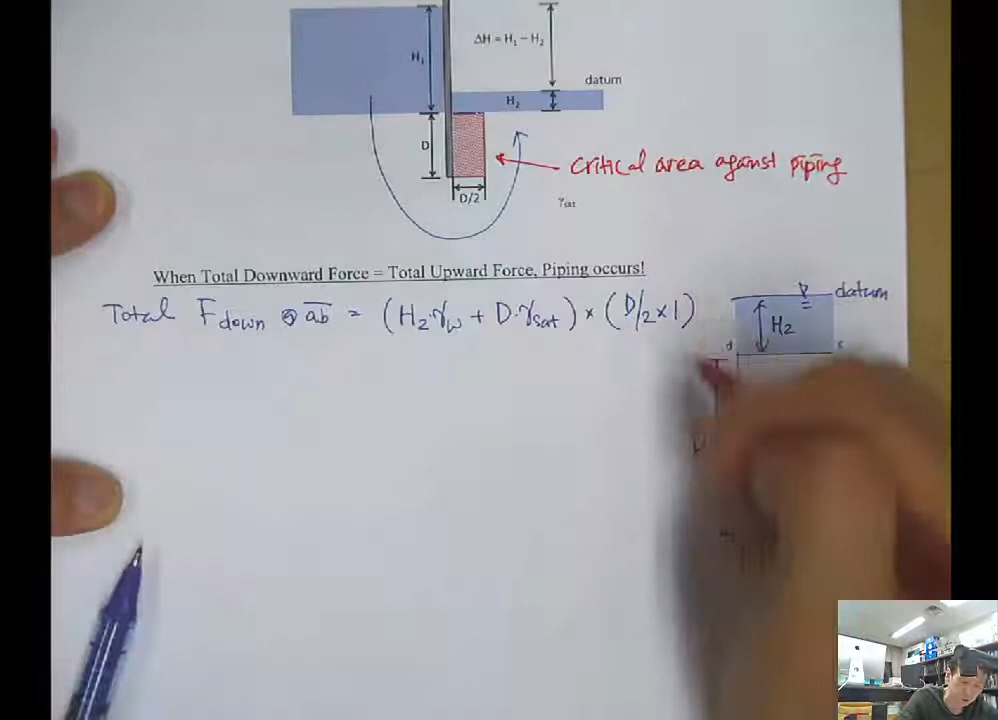 ΔH = H₁ – H₂
H₁
datum
H₂
D
Critical area against piping
D/2
γsat
When Total Downward Force = Total Upward Force, Piping occurs!
Total F down @ ab = (H₂·γw + D·γsat) × (D/2 × 1)
datum
H₂
d
c